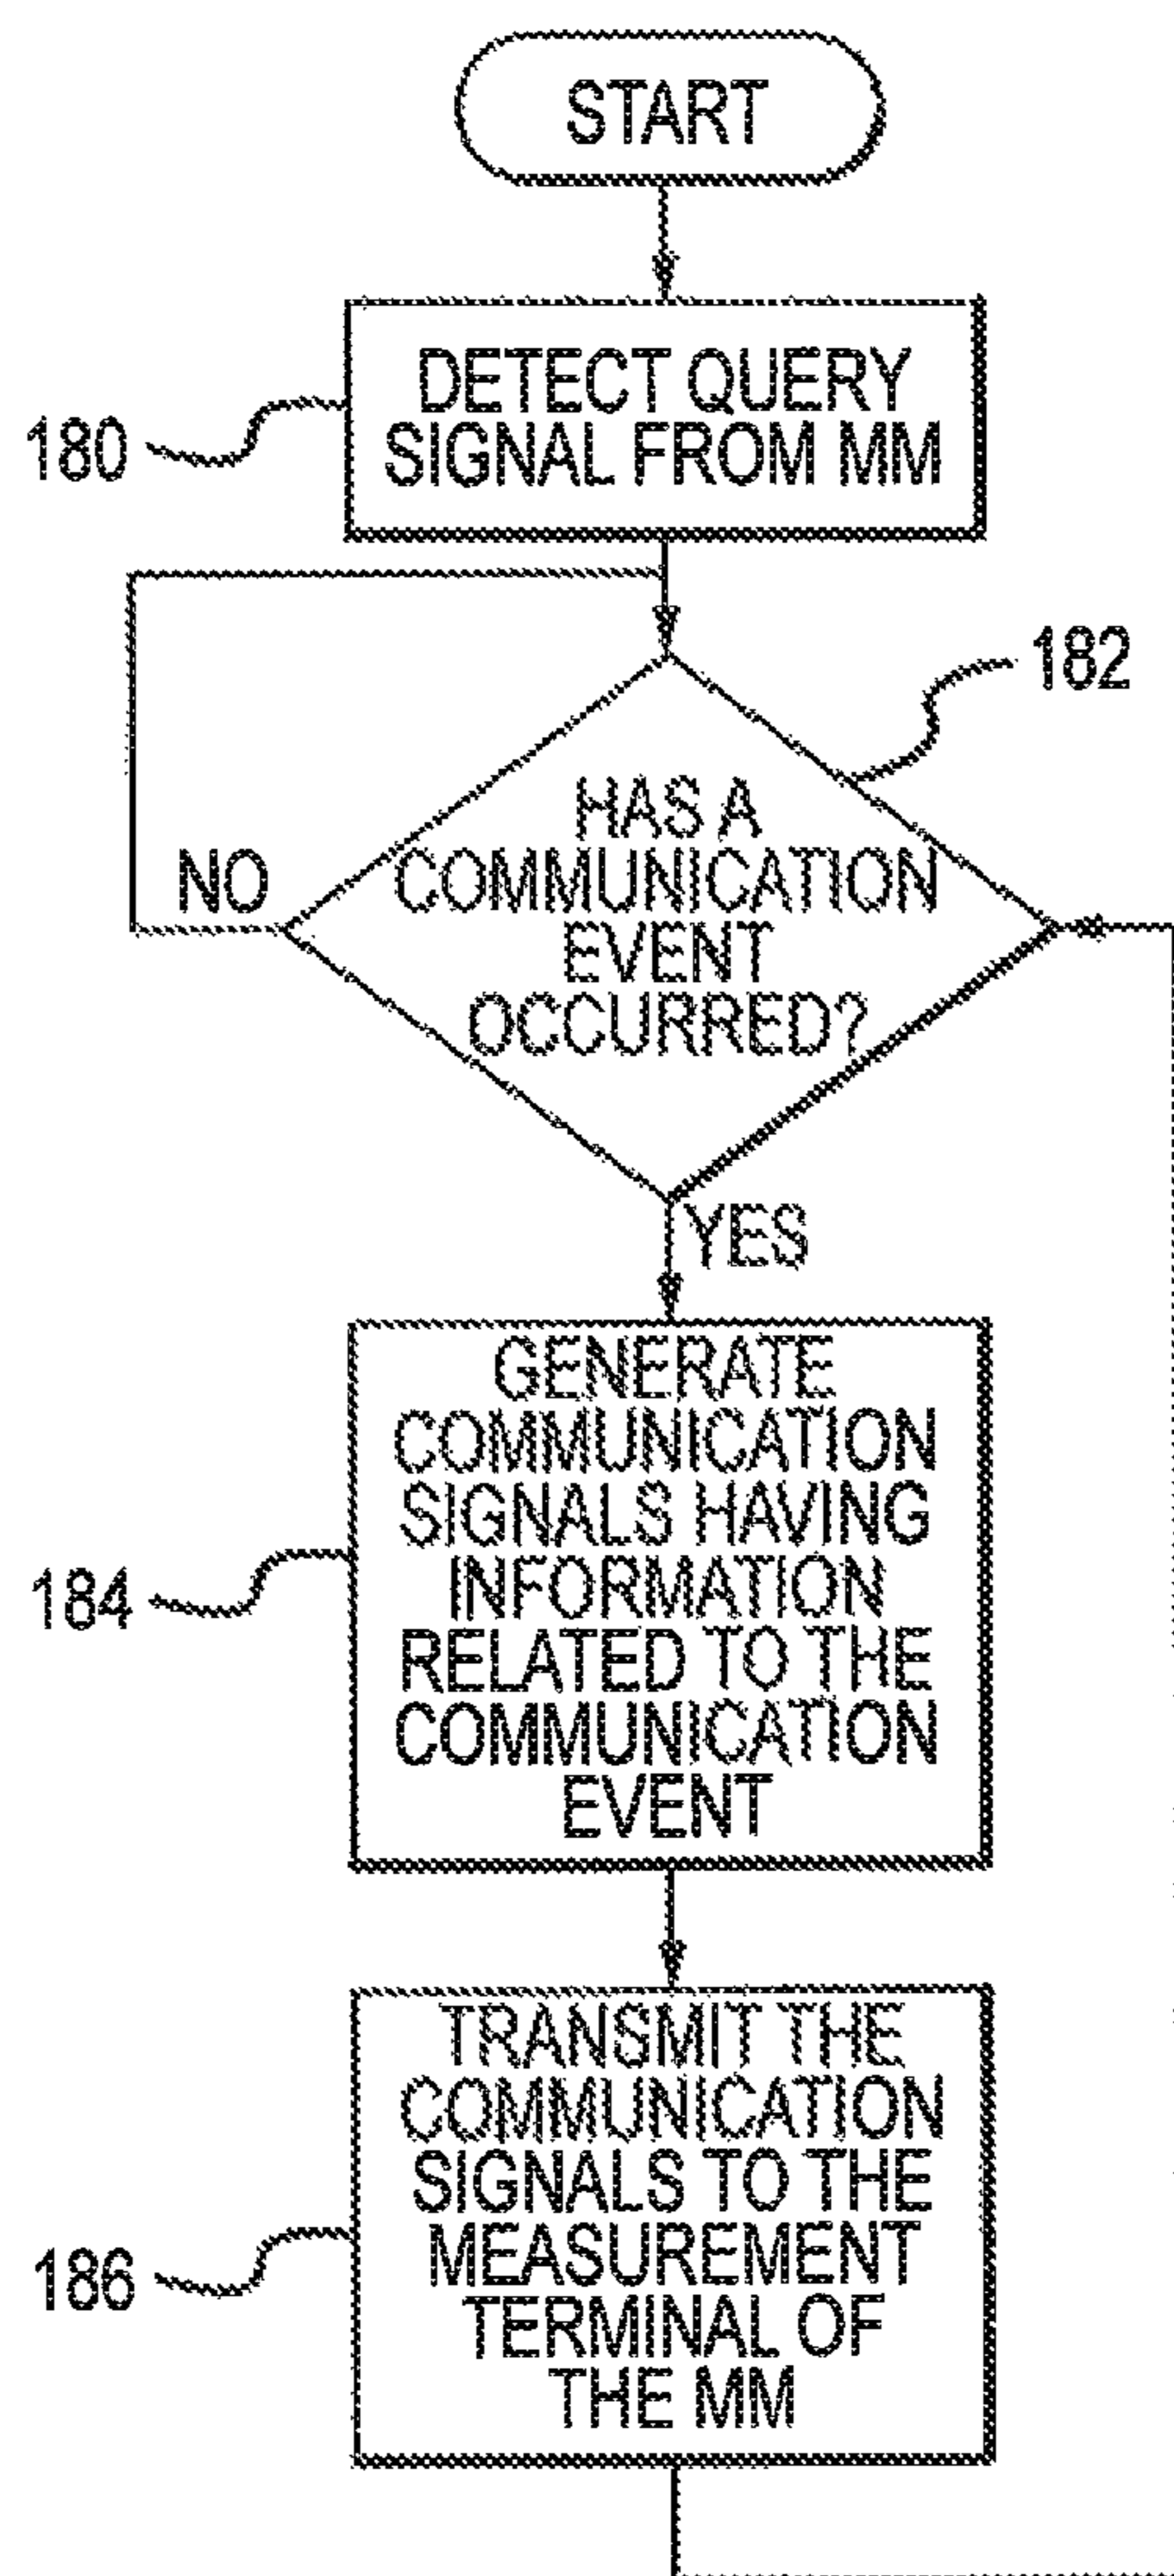 START
DETECT QUERY
SIGNAL FROM MM
180
182
HAS A
COMMUNICATION
EVENT
OCCURRED?
NO
YES
GENERATE
COMMUNICATION
SIGNALS HAVING
INFORMATION
RELATED TO THE
COMMUNICATION
EVENT
184
TRANSMIT THE
COMMUNICATION
SIGNALS TO THE
MEASUREMENT
TERMINAL OF
THE MM
186